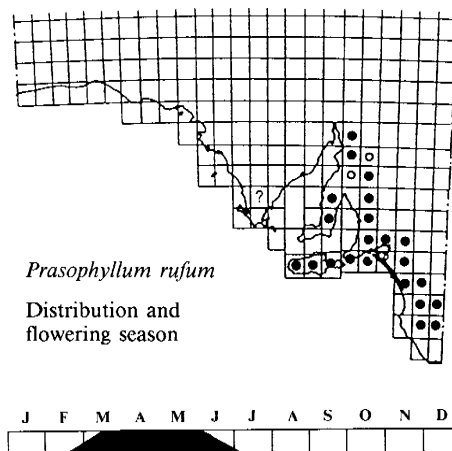 ?
Prasophyllum rufum
Distribution and
flowering season
J F M A M J J A S O N D